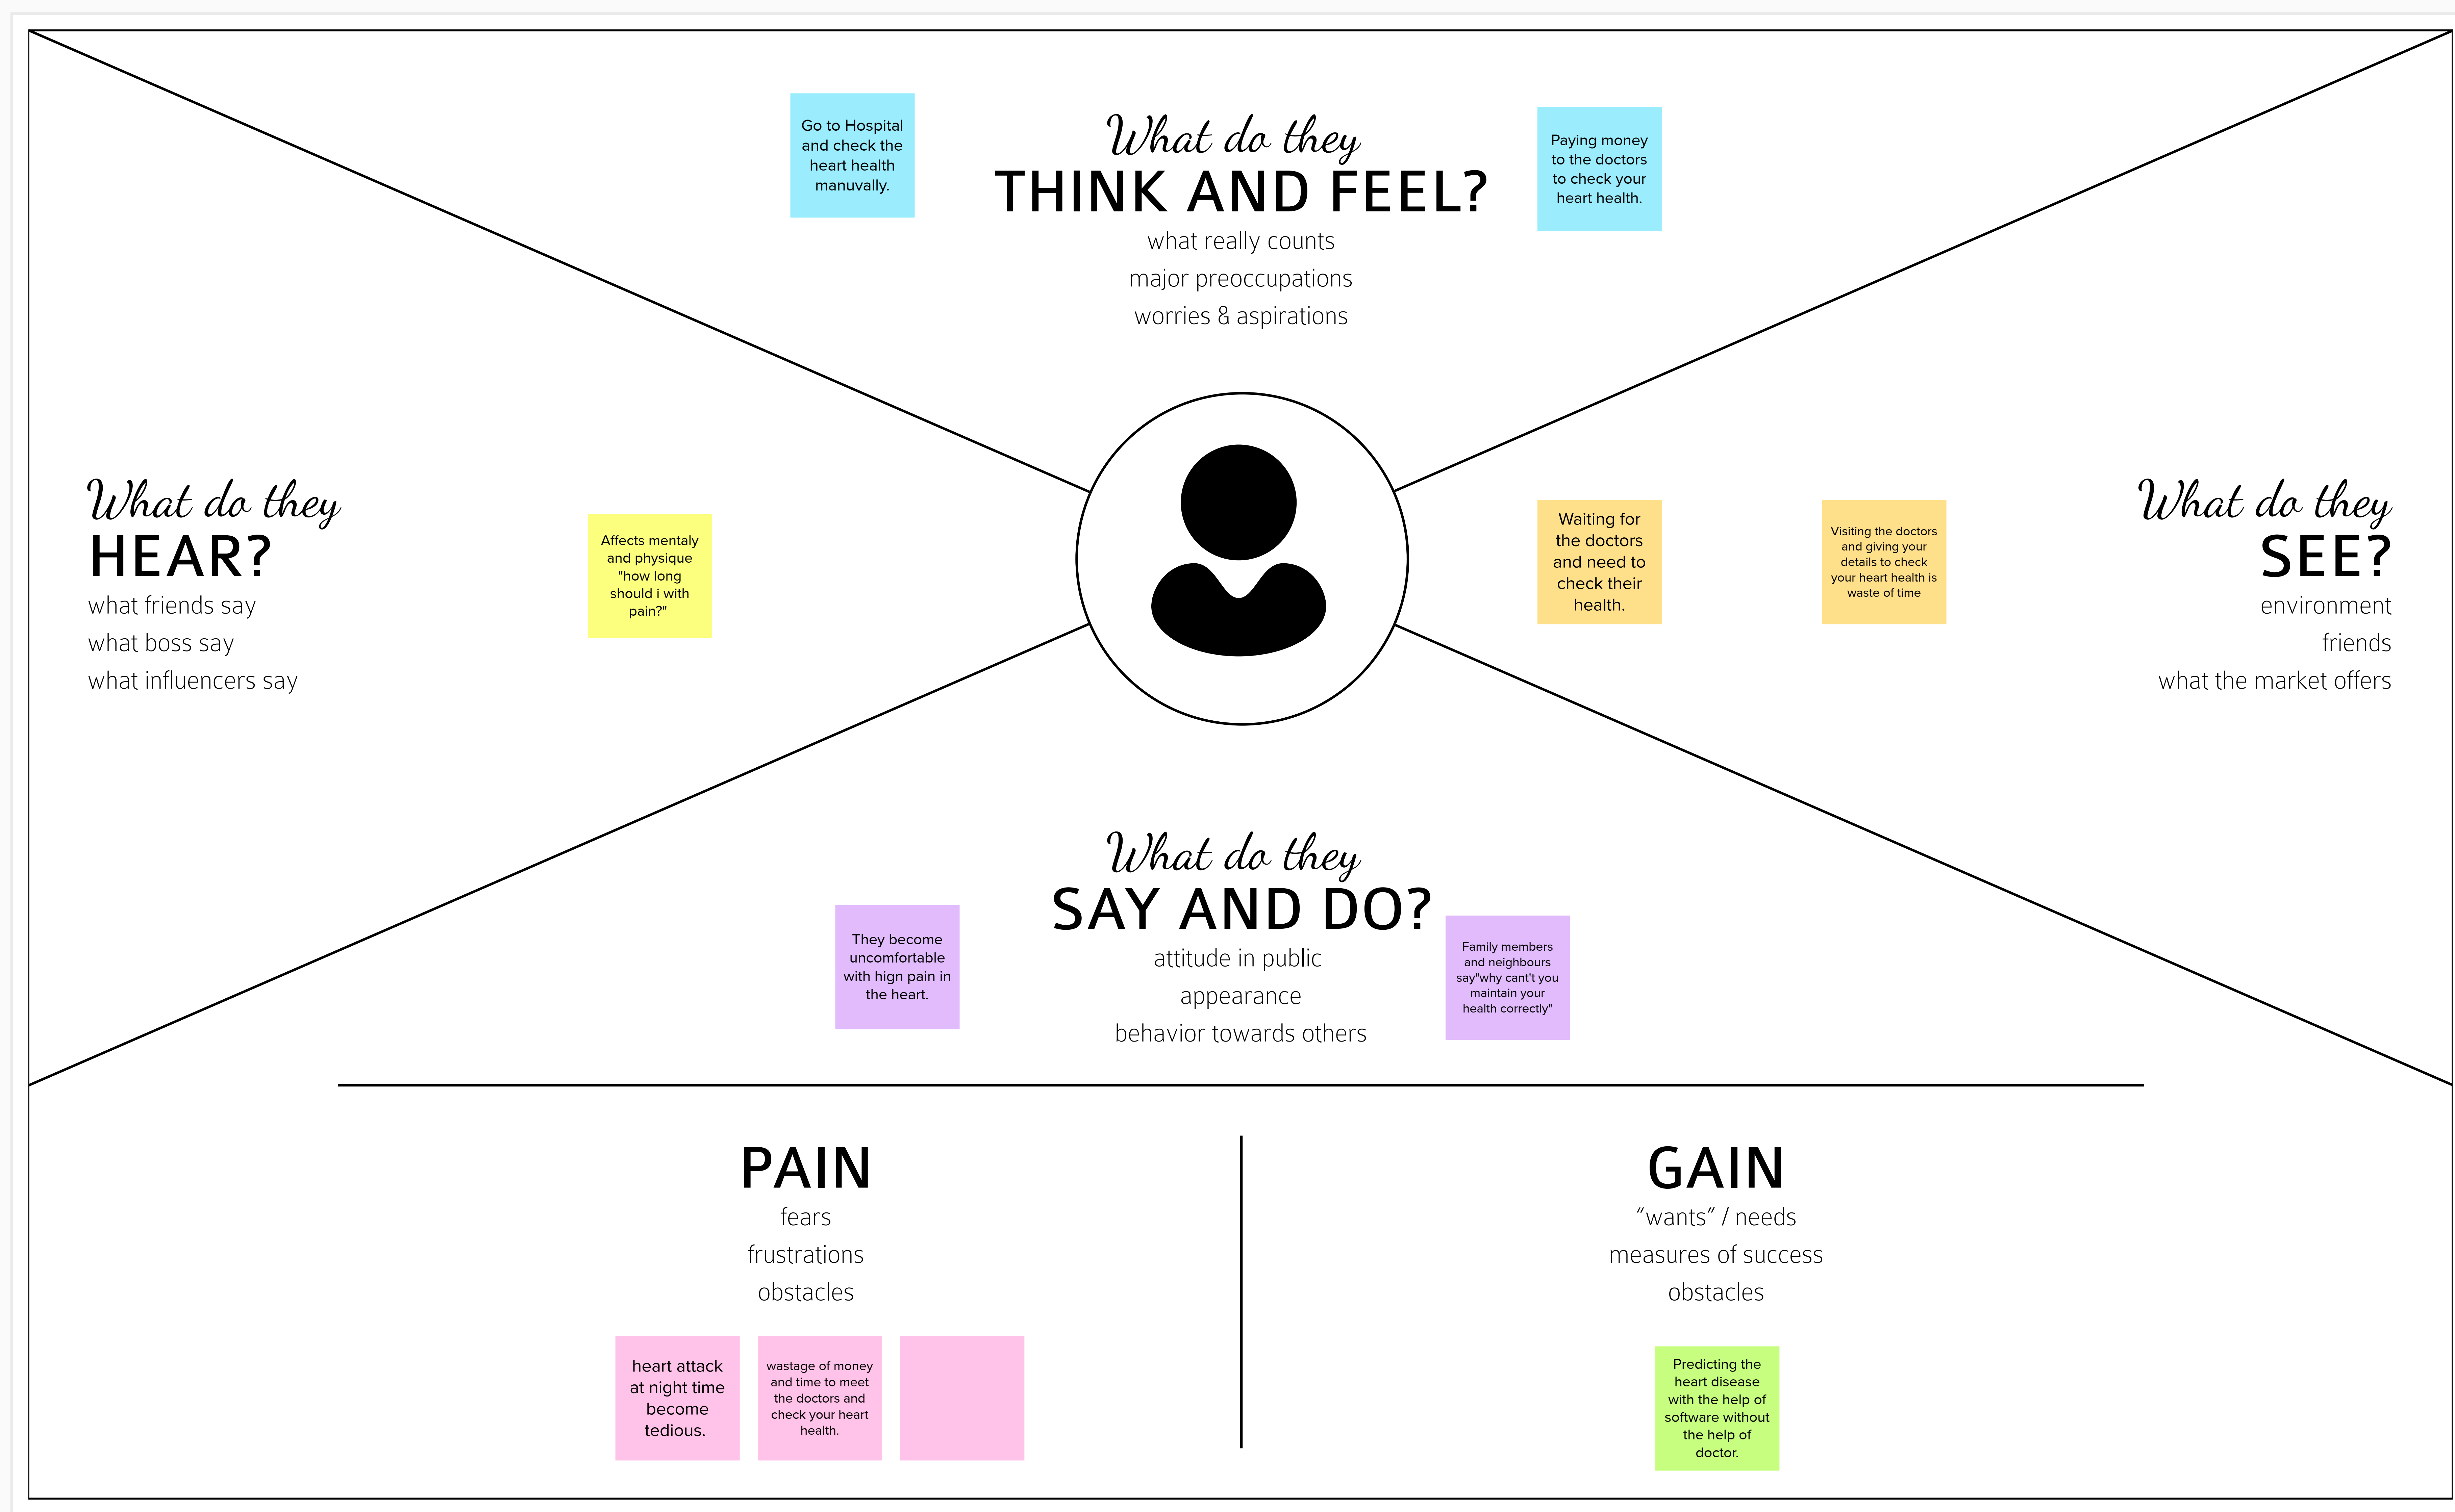 Go to Hospital
and check the
heart health
manuvally.
What do they
THINK AND FEEL?
what really counts
major preoccupations
worries & aspirations
Paying money
to the doctors
to check your
heart health.
What do they
HEAR?
what friends say
what boss say
what influencers say
Affects mentaly
and physique
"how long
should i with
pain?"
Waiting for
the doctors
and need to
check their
health.
Visiting the doctors
and giving your
details to check
your heart health is
waste of time
What do they
SEE?
environment
friends
what the market offers
What do they
SAY AND DO?
attitude in public
appearance
behavior towards others
They become
uncomfortable
with hign pain in
the heart.
Family members
and neighbours
say"why cant't you
maintain your
health correctly"
PAIN
fears
frustrations
obstacles
heart attack
at night time
become
tedious.
wastage of money
and time to meet
the doctors and
check your heart
health.
GAIN
“wants” / needs
measures of success
obstacles
Predicting the
heart disease
with the help of
software without
the help of
doctor.